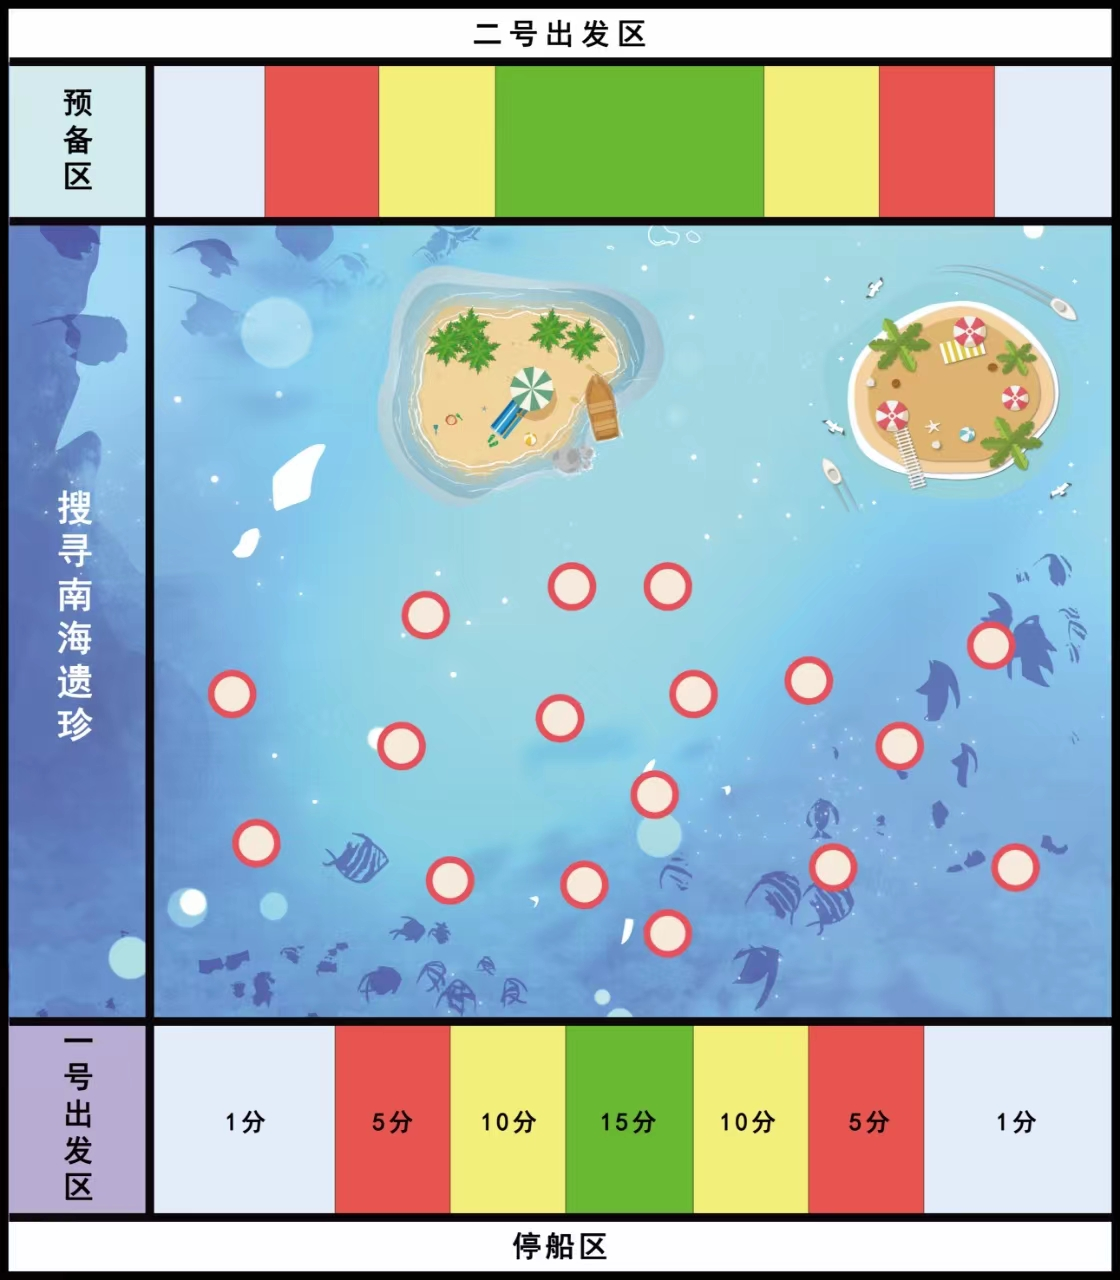 二号出发区
预备区
搜寻南海遗珍
一号出发区
1分
5分
10分
15分
10分
5分
1分
停船区